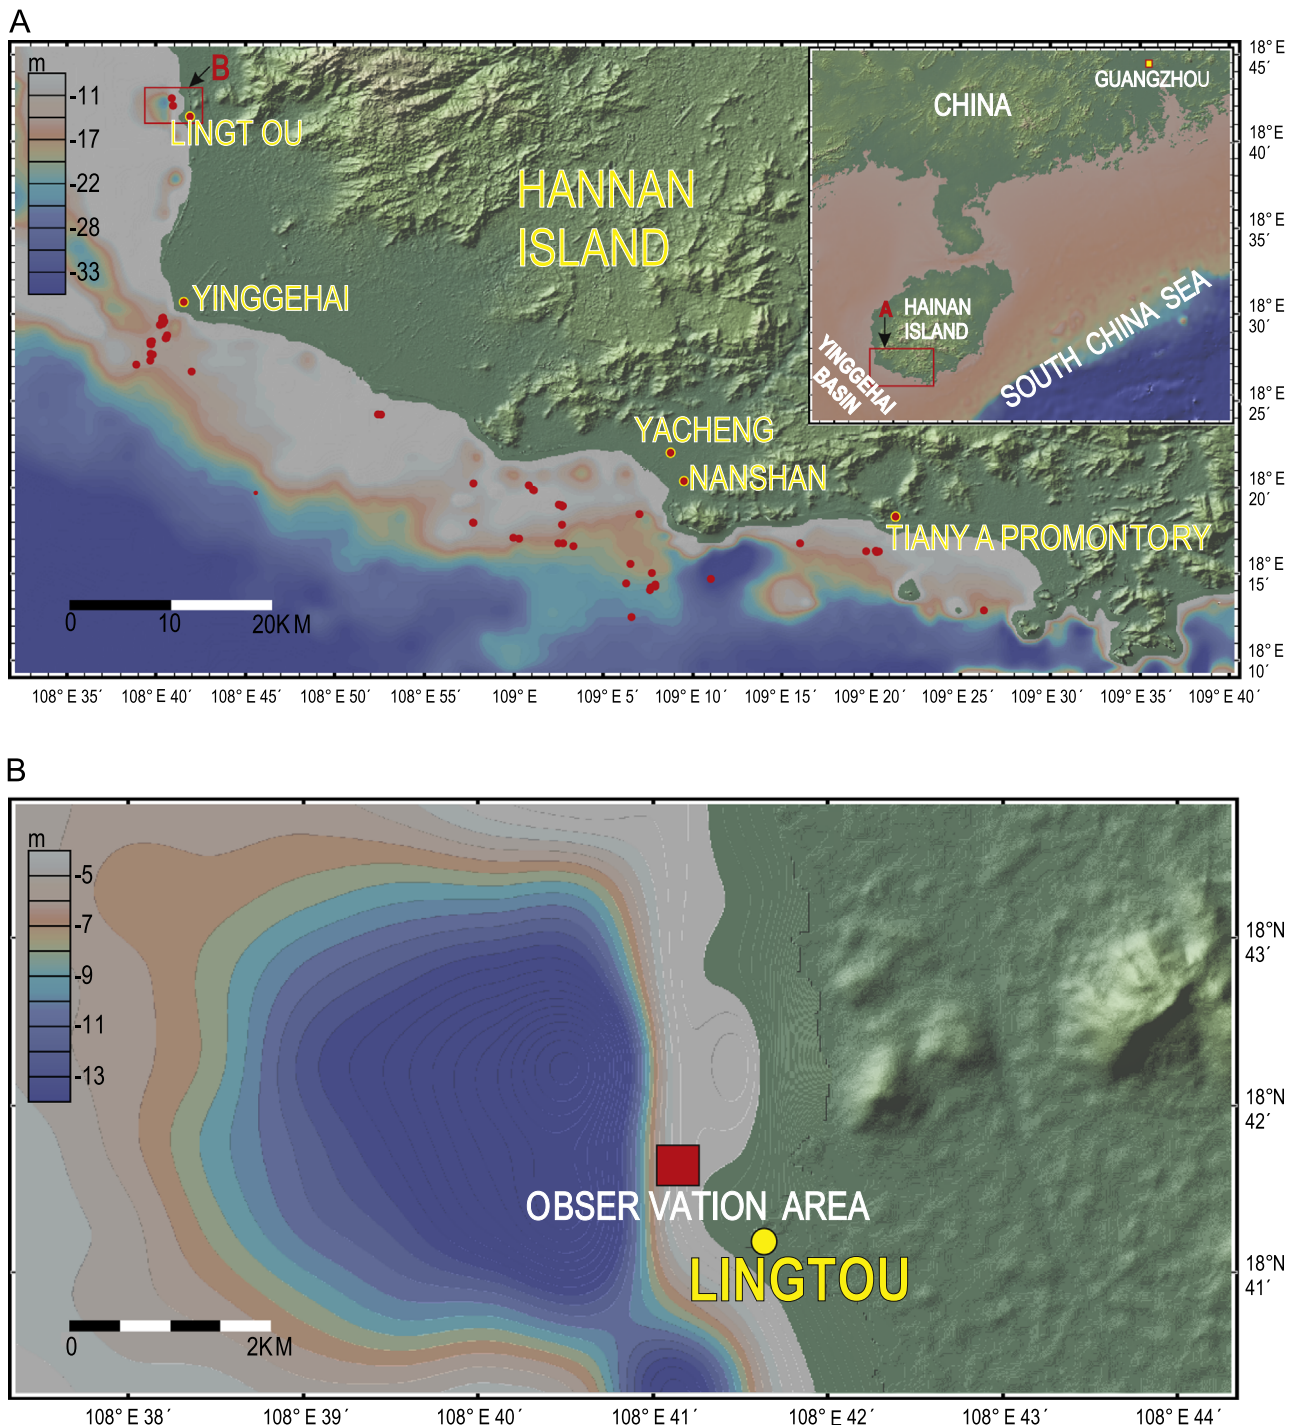 A
m
-11
-17
-22
-28
-33
B
LINGT OU
HANNAN
ISLAND
YINGGEHAI
YACHENG
NANSHAN
TIANY A PROMONTORY
0 10 20K M
GUANGZHOU
CHINA
A
HAINAN
ISLAND
SOUTH CHINA SEA
YINGGEHAI
BASIN
18° E
45´
18° E
40´
18° E
35´
18° E
30´
18° E
25´
18° E
20´
18° E
15´
18° E
10´
108° E 35´ 108° E 40´ 108° E 45´ 108° E 50´ 108° E 55´ 109° E 109° E 5´ 109° E 10´ 109° E 15´ 109° E 20´ 109° E 25´ 109° E 30´ 109° E 35´ 109° E 40´
B
m
-5
-7
-9
-11
-13
OBSER VATION AREA
LINGTOU
0 2K M
18°N
43´
18°N
42´
18°N
41´
108° E 38´ 108° E 39´ 108° E 40´ 108° E 41´ 108° E 42´ 108° E 43´ 108° E 44´